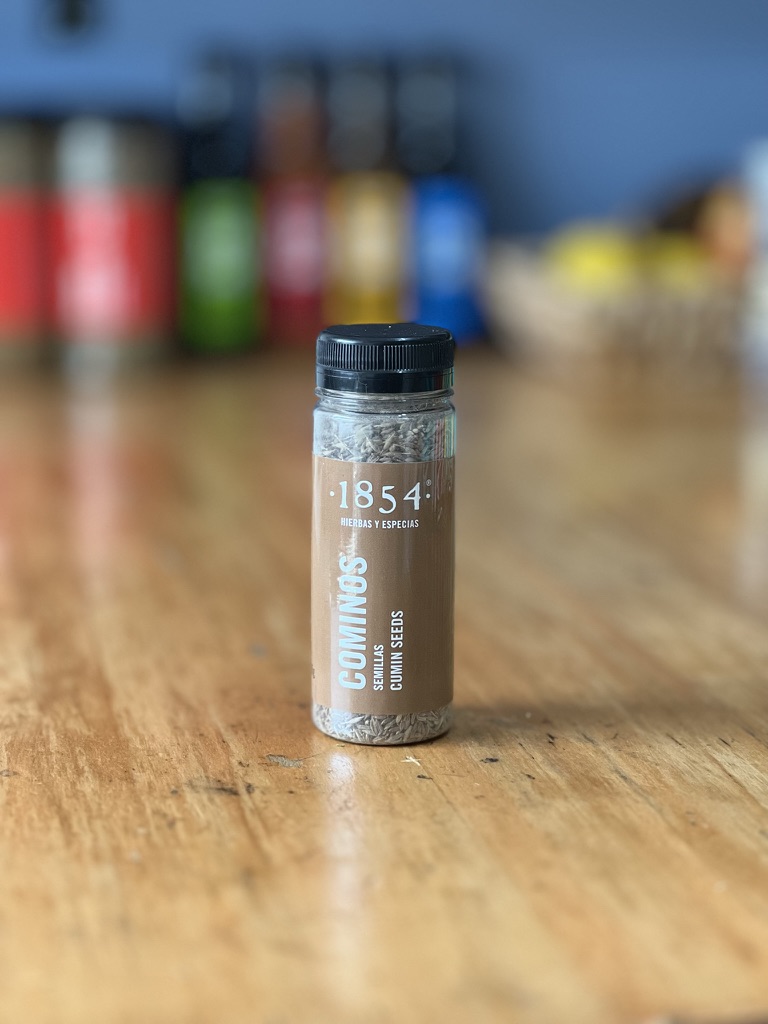 ·1854:®
HIERBAS Y ESPECIAS
COMINOS
SEMILLAS
CUMIN SEEDS